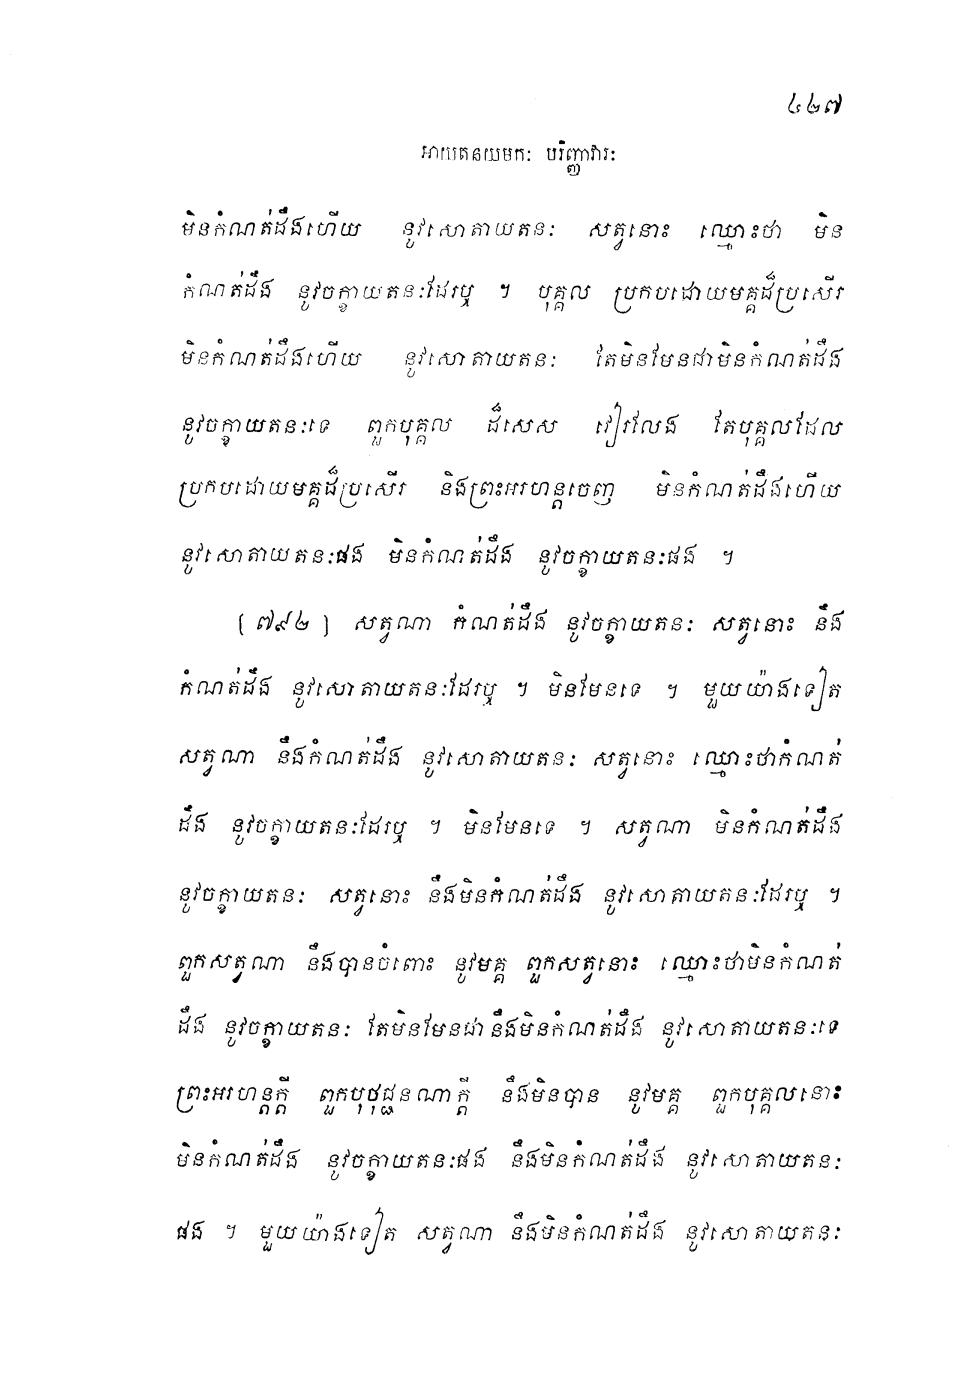 ៤២៧
អាយតនយមកៈ បរិញ្ញាវារៈ
មិនកំណត់ដឹងហើយ នូវសោតាយតនៈ សត្វនោះ ឈ្មោះថា មិន
កំណត់ដឹង នូវចក្ខាយតនៈដែរឬ ។ បុគ្គល ប្រកបដោយមគ្គដ៏ប្រសើរ
មិនកំណត់ដឹងហើយ នូវសោតាយតនៈ តែមិនមែនជាមិនកំណត់ដឹង
នូវចក្ខាយតនៈទេ ពួកបុគ្គល ដ៏សេស វៀរលែង តែបុគ្គលដែល
ប្រកបដោយមគ្គដ៏ប្រសើរ និងព្រះអរហន្តចេញ មិនកំណត់ដឹងហើយ
នូវសោតាយតនៈផង មិនកំណត់ដឹង នូវចក្ខាយតនៈផង ។
(៧៩៤) សត្វណា កំណត់ដឹង នូវចក្ខាយតនៈ សត្វនោះ នឹង
កំណត់ដឹង នូវសោតាយតនៈដែរឬ ។ មិនមែនទេ ។ មួយយ៉ាងទៀត
សត្វណា នឹងកំណត់ដឹង នូវសោតាយតនៈ សត្វនោះ ឈ្មោះថាកំណត់
ដឹង នូវចក្ខាយតនៈដែរឬ ។ មិនមែនទេ ។ សត្វណា មិនកំណត់ដឹង
នូវចក្ខាយតនៈ សត្វនោះ នឹងមិនកំណត់ដឹង នូវសោតាយតនៈដែរឬ ។
ពួកសត្វណា នឹងបានចំពោះ នូវមគ្គ ពួកសត្វនោះ ឈ្មោះថាមិនកំណត់
ដឹង នូវចក្ខាយតនៈ តែមិនមែនជានឹងមិនកំណត់ដឹង នូវសោតាយតនៈទេ
ព្រះអរហន្តក្តី ពួកបុថុជ្ជនណាក្តី នឹងមិនបាន នូវមគ្គ ពួកបុគ្គលនោះ
មិនកំណត់ដឹង នូវចក្ខាយតនៈផង នឹងមិនកំណត់ដឹង នូវសោតាយតនៈ
ផង ។ មួយយ៉ាងទៀត សត្វណា នឹងមិនកំណត់ដឹង នូវសោតាយតនៈ